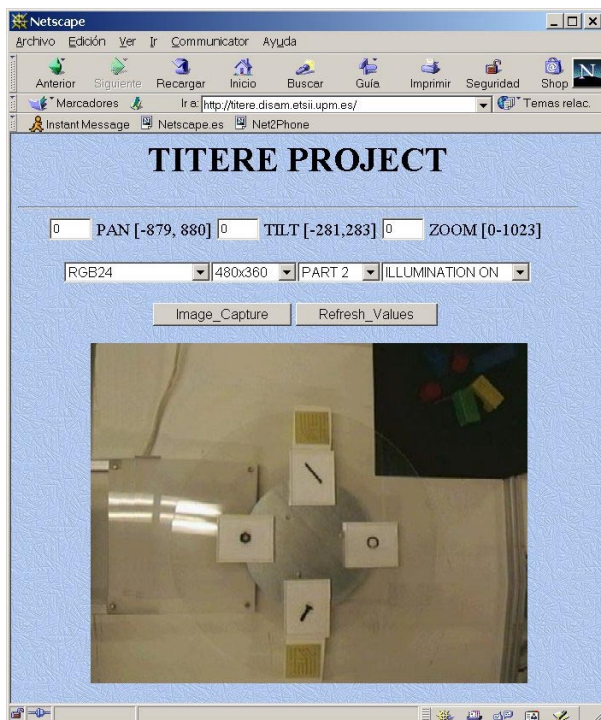 Netscape
Archivo Edición Ver Ir Communicator Ayuda
Anterior Siguiente Recargar Inicio Buscar Guía Imprimir Seguridad Shop N
Marcadores Ir a: http://titere.disam.etsii.upm.es/ Temas relac.
Instant Message Netscape.es Net2Phone
TITERE PROJECT
0 PAN [-879, 880] 0 TILT [-281,283] 0 ZOOM [0-1023]
RGB24 480x360 PART 2 ILLUMINATION ON
Image_Capture Refresh_Values